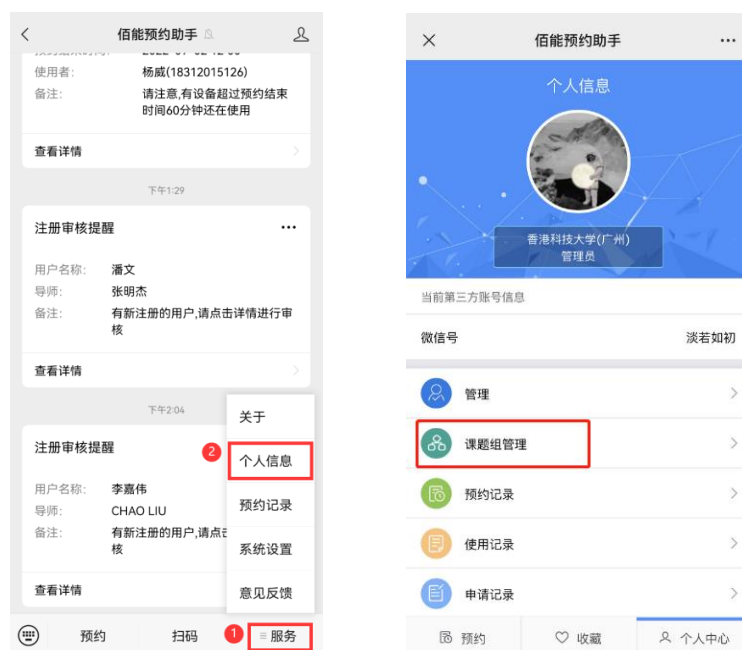 佰能预约助手
使用者: 杨威(18312015126)
备注: 请注意,有设备超过预约结束
时间60分钟还在使用
查看详情
下午1:29
注册审核提醒
用户名称: 潘文
导师: 张明杰
备注: 有新注册的用户,请点击详情进行审
核
查看详情
下午2:04
注册审核提醒
用户名称: 李嘉伟
导师: CHAO LIU
备注: 有新注册的用户,请点击
核
查看详情
关于
2
个人信息
预约记录
系统设置
意见反馈
预约
扫码
1
服务
佰能预约助手
个人信息
香港科技大学(广州)
管理员
当前第三方账号信息
微信号 淡若如初
管理
课题组管理
预约记录
使用记录
申请记录
预约
收藏
个人中心